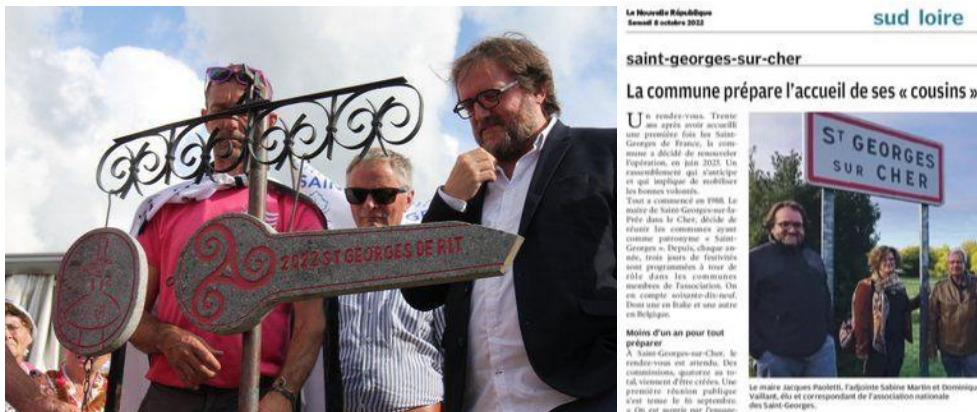 SAIN
2022 ST GEORGES DE RIT.
La Nouvelle République
Samedi 8 octobre 2022
sud loire
saint-georges-sur-cher
La commune prépare l'accueil de ses « cousins »
Un rendez-vous. Trente
ans après avoir accueilli
une première fois les Saint-
Georges de France, la com-
mune a décidé de renouveler
l'opération, en juin 2023. Un
rassemblement qui s'anticipe
et qui implique de mobiliser
les bonnes volontés.
Tout a commencé en 1988. Le
maire de Saint-Georges-sur-la-
Prée dans le Cher, décide de
réunir les communes ayant
comme patronyme « Saint-
Georges ». Depuis, chaque an-
née, trois jours de festivités
sont programmées à tour de
rôle dans les communes
membres de l'association. On
en compte soixante-dix-neuf.
Dont une en Italie et une autre
en Belgique.
Moins d'un an pour tout
préparer
À Saint-Georges-sur-Cher, le
rendez-vous est attendu. Des
commissions, quatorze au to-
tal, viennent d'être créées. Une
première réunion publique
s'est tenue le 16 septembre.
« On est surpris par l'engage-
ST GEORGES
SUR CHER
Le maire Jacques Paoletti, l'adjointe Sabine Martin et Dominique
Vaillant, élu et correspondant de l'association nationale
des Saint-Georges.